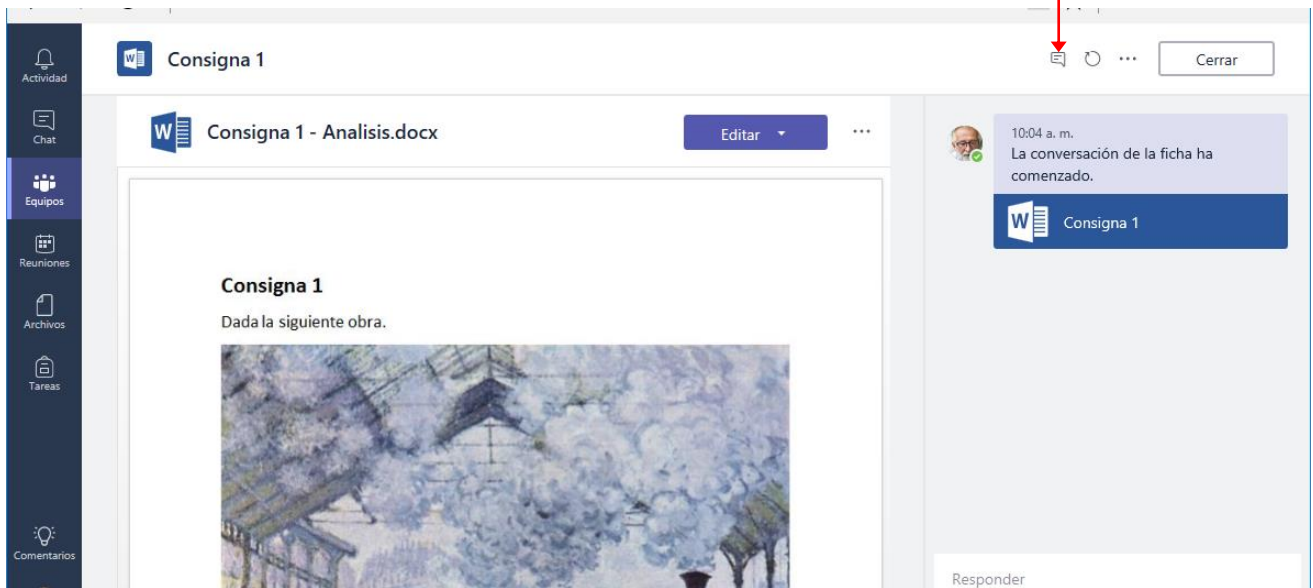 Actividad
Chat
Equipos
Reuniones
Archivos
Tareas
Comentarios
Consigna 1
Cerrar
Consigna 1 - Analisis.docx
Editar
Consigna 1
Dada la siguiente obra.
10:04 a. m.
La conversación de la ficha ha
comenzado.
Consigna 1
Responder